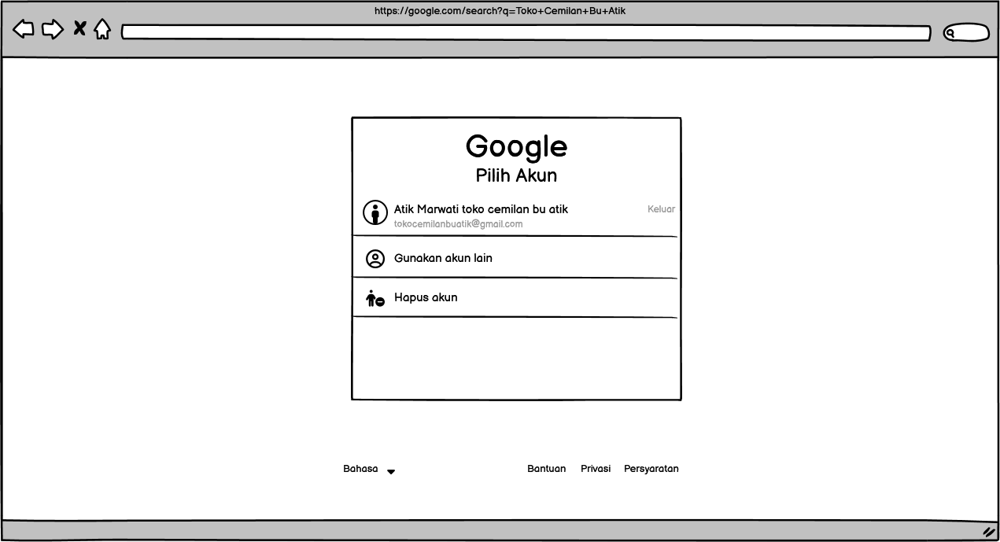 https://google.com/search?q=Toko+Cemilan+Bu+Atik
Google
Pilih Akun
Atik Marwati toko cemilan bu atik
Keluar
tokocemilanbuatik@gmail.com
Gunakan akun lain
Hapus akun
Bahasa
Bantuan Privasi Persyaratan